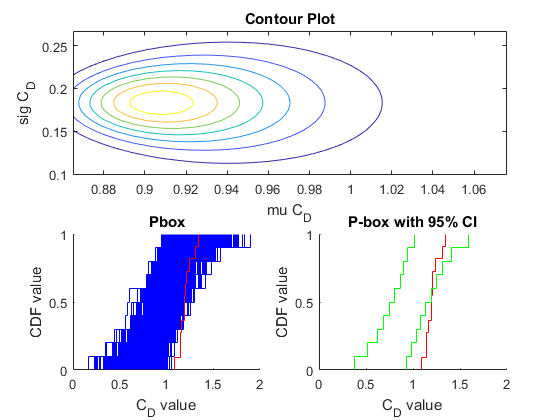 Contour Plot
0.25
0.2
0.15
0.1
sig C_D
0.88 0.9 0.92 0.94 0.96 0.98 1 1.02 1.04 1.06
mu C_D
Pbox
1
0.5
0
CDF value
0 0.5 1 1.5 2
C_D value
P-box with 95% CI
1
0.5
0
CDF value
0 0.5 1 1.5 2
C_D value